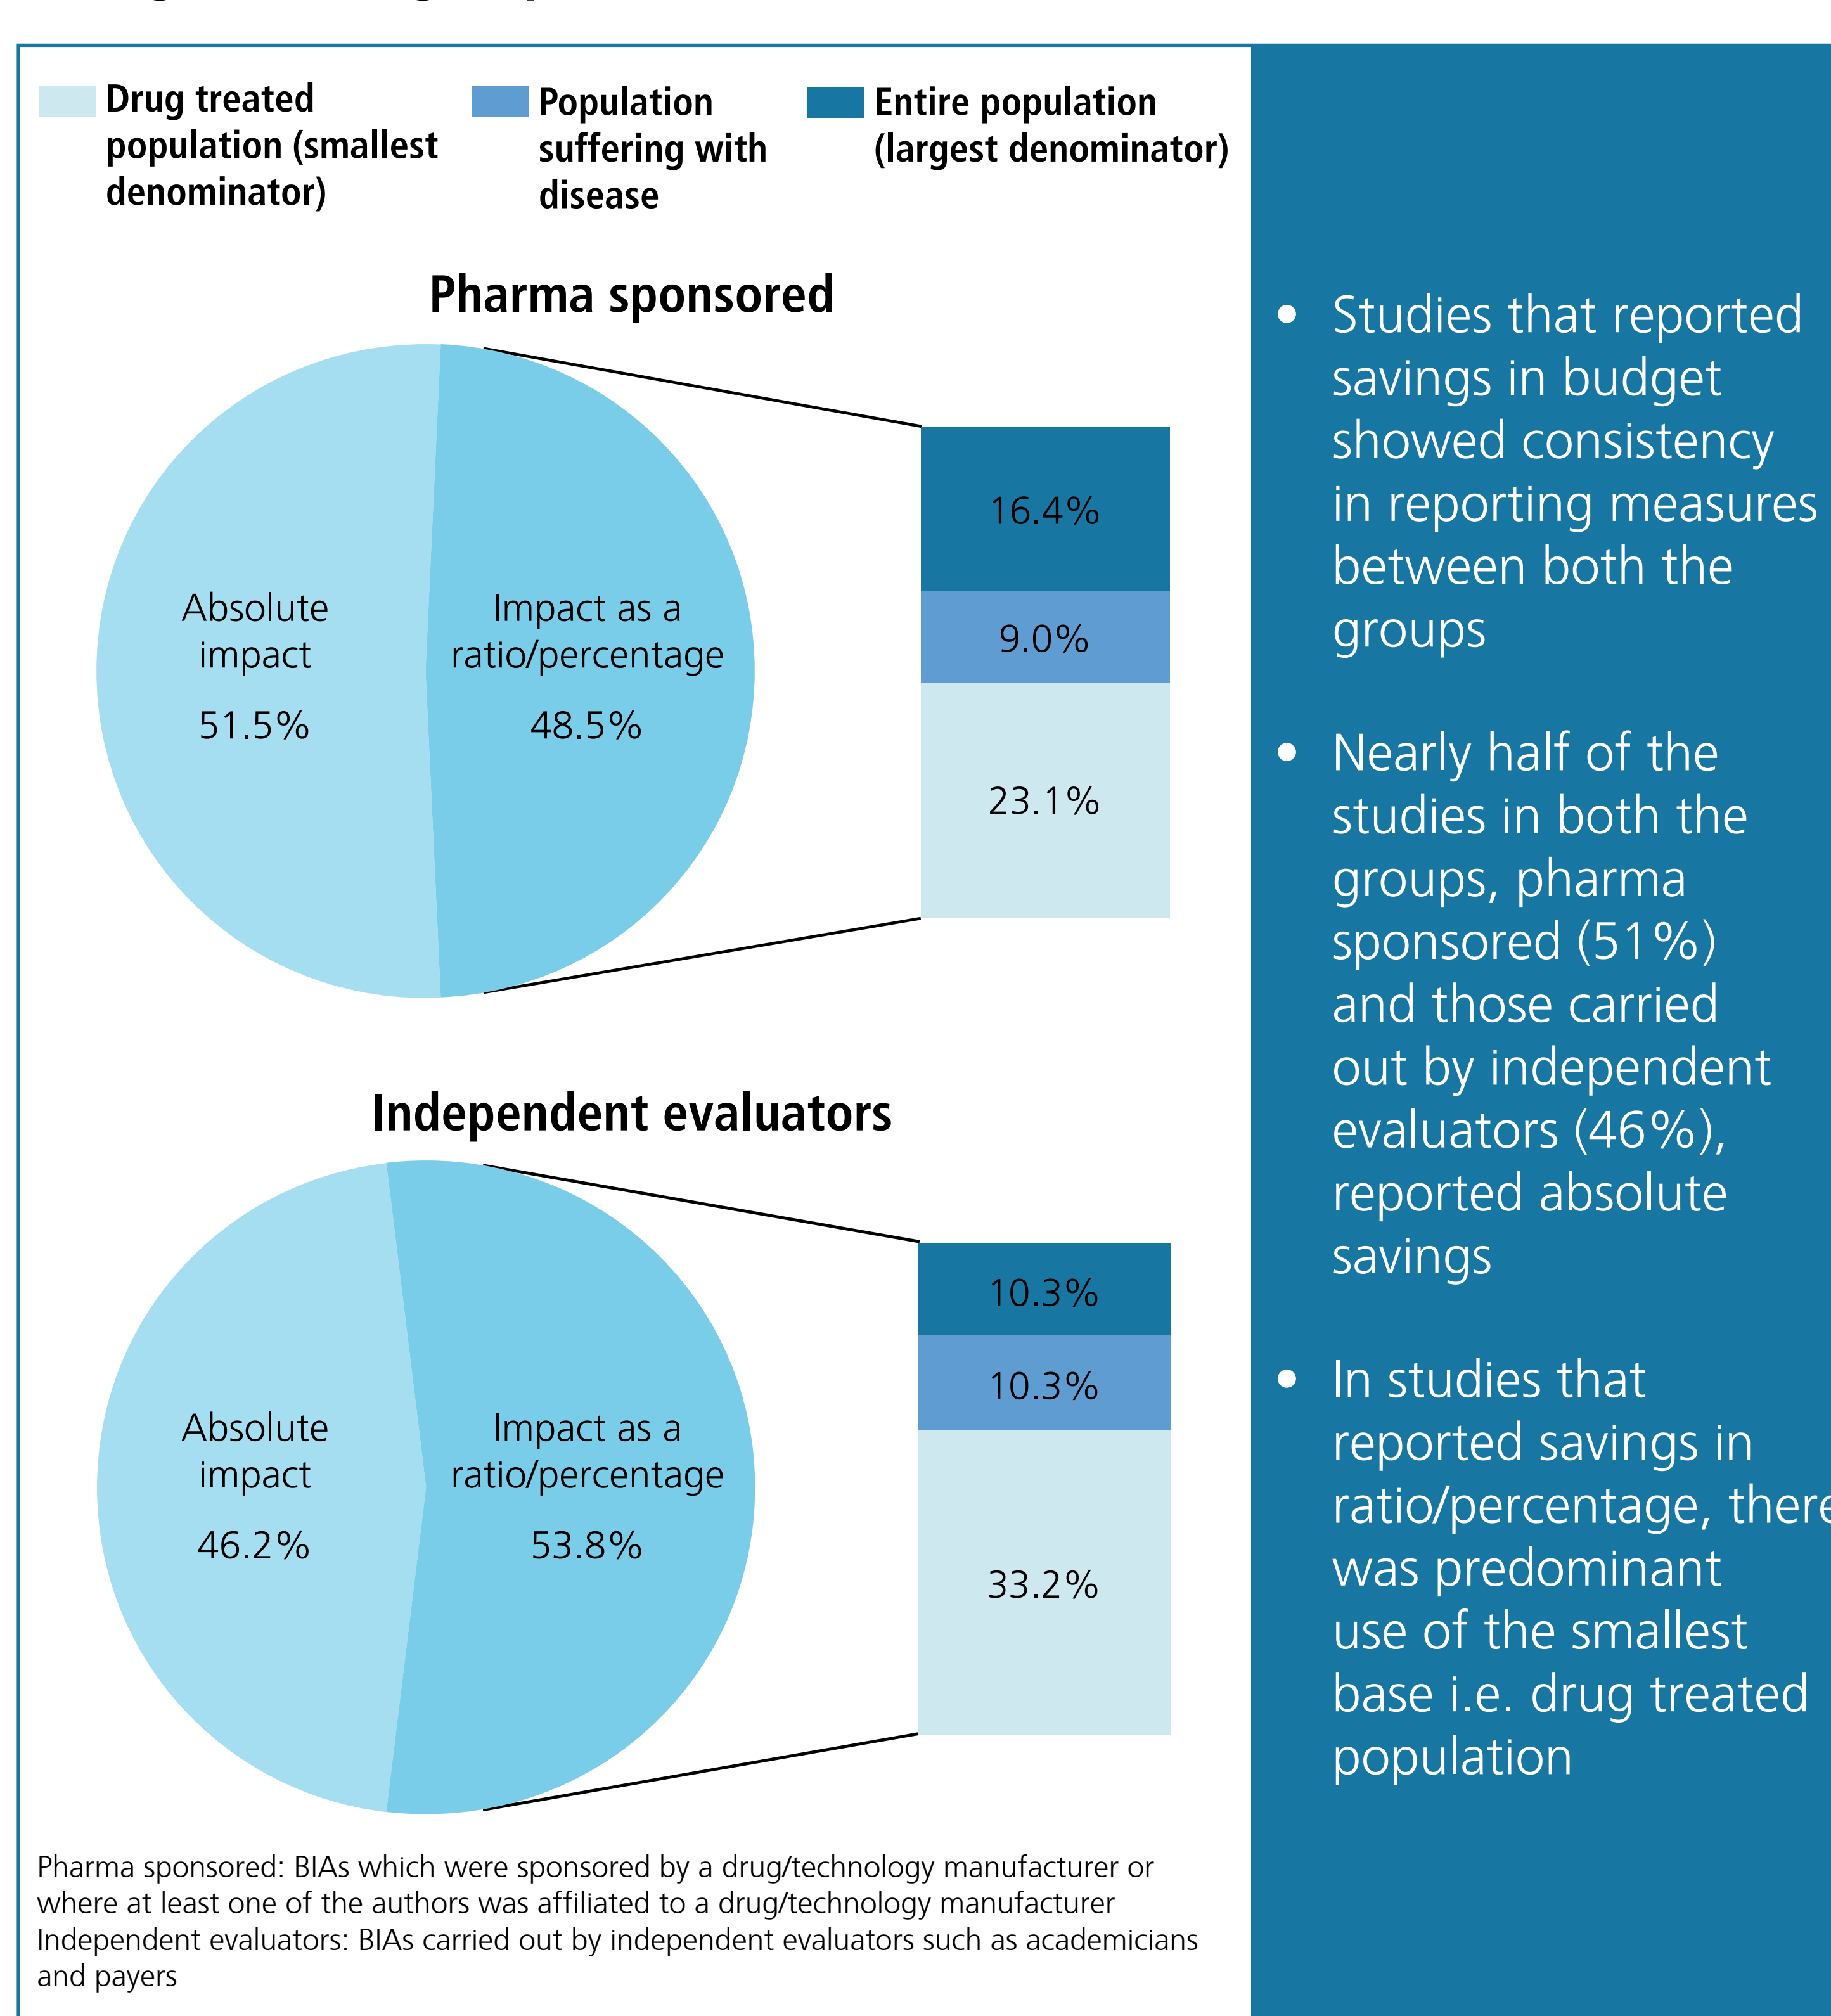 Drug treated
population (smallest
denominator)
Population
suffering with
disease
Entire population
(largest denominator)
Pharma sponsored
Absolute
impact
51.5%
Impact as a
ratio/percentage
48.5%
16.4%
9.0%
23.1%
Independent evaluators
Absolute
impact
46.2%
Impact as a
ratio/percentage
53.8%
10.3%
10.3%
33.2%
Pharma sponsored: BIAs which were sponsored by a drug/technology manufacturer or
where at least one of the authors was affiliated to a drug/technology manufacturer
Independent evaluators: BIAs carried out by independent evaluators such as academicians
and payers
• Studies that reported
savings in budget
showed consistency
in reporting measures
between both the
groups
• Nearly half of the
studies in both the
groups, pharma
sponsored (51%)
and those carried
out by independent
evaluators (46%),
reported absolute
savings
• In studies that
reported savings in
ratio/percentage, there
was predominant
use of the smallest
base i.e. drug treated
population